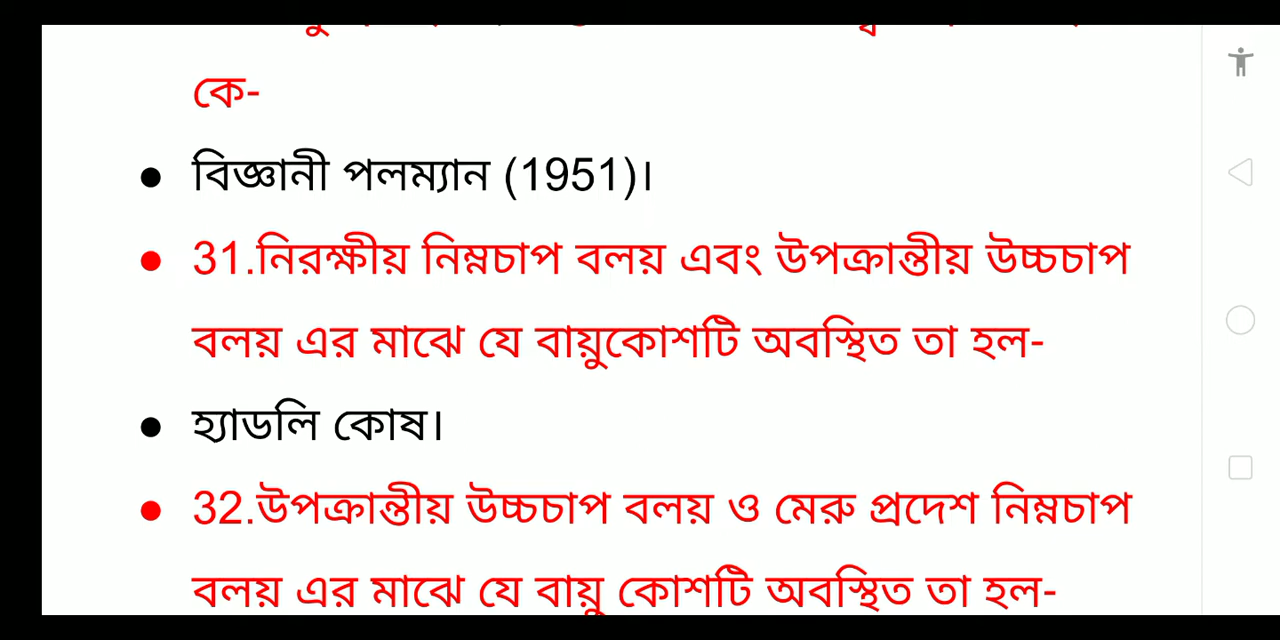 কে-
● বিজ্ঞানী পলম্যান (1951)।
● 31.নিরক্ষীয় নিম্নচাপ বলয় এবং উপক্রান্তীয় উচ্চচাপ
বলয় এর মাঝে যে বায়ুকোশটি অবস্থিত তা হল-
● হ্যাডলি কোষ।
● 32.উপক্রান্তীয় উচ্চচাপ বলয় ও মেরু প্রদেশ নিম্নচাপ
বলয় এর মাঝে যে বায়ু কোশটি অবস্থিত তা হল-